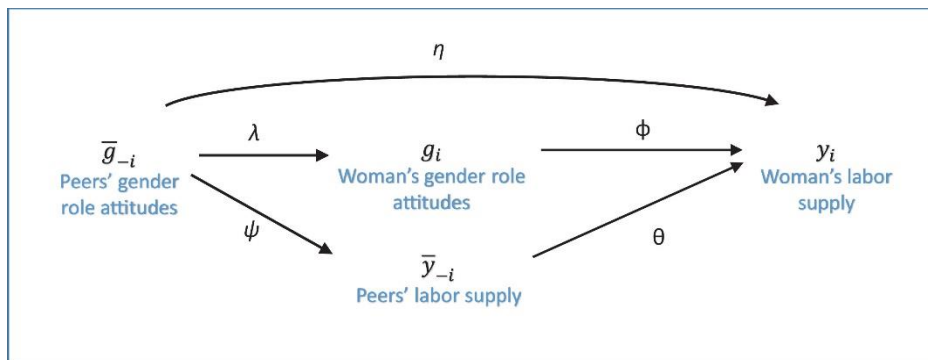 η
λ
ϕ
g̅₋ᵢ
gᵢ
yᵢ
Peers’ gender
role attitudes
Woman’s gender role
attitudes
Woman’s labor
supply
ψ
θ
y̅₋ᵢ
Peers’ labor supply